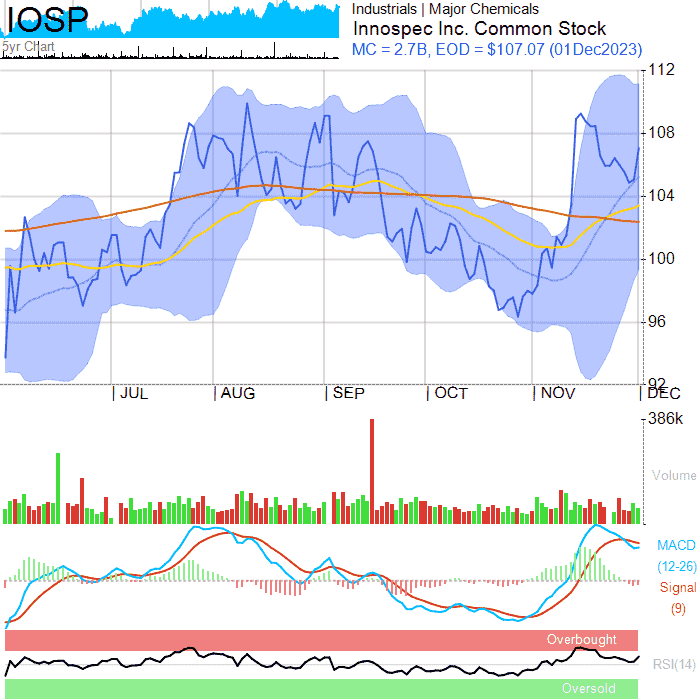 IOSP
5yr Chart
Industrials | Major Chemicals
Innospec Inc. Common Stock
MC = 2.7B, EOD = $107.07 (01Dec2023)
112
108
104
100
96
92
| JUL | AUG | SEP | OCT | NOV | DEC
386k
Volume
MACD
(12-26)
Signal
(9)
Overbought
RSI(14)
Oversold